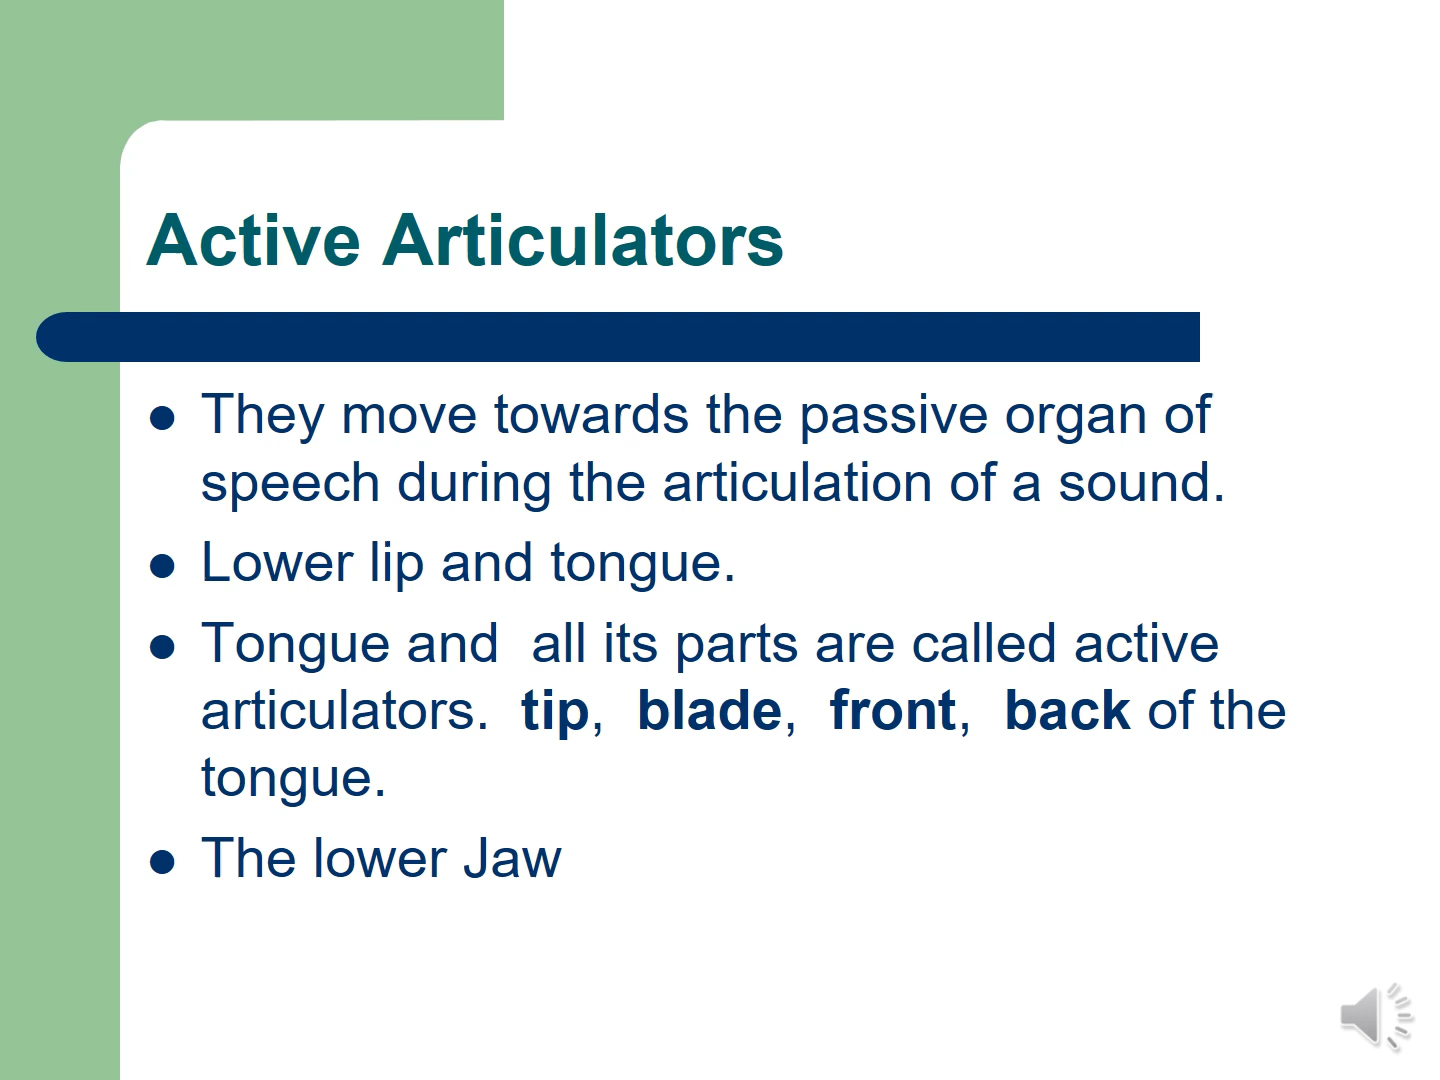 Active Articulators
● They move towards the passive organ of
speech during the articulation of a sound.
● Lower lip and tongue.
● Tongue and  all its parts are called active
articulators.  tip,  blade,  front,  back of the
tongue.
● The lower Jaw